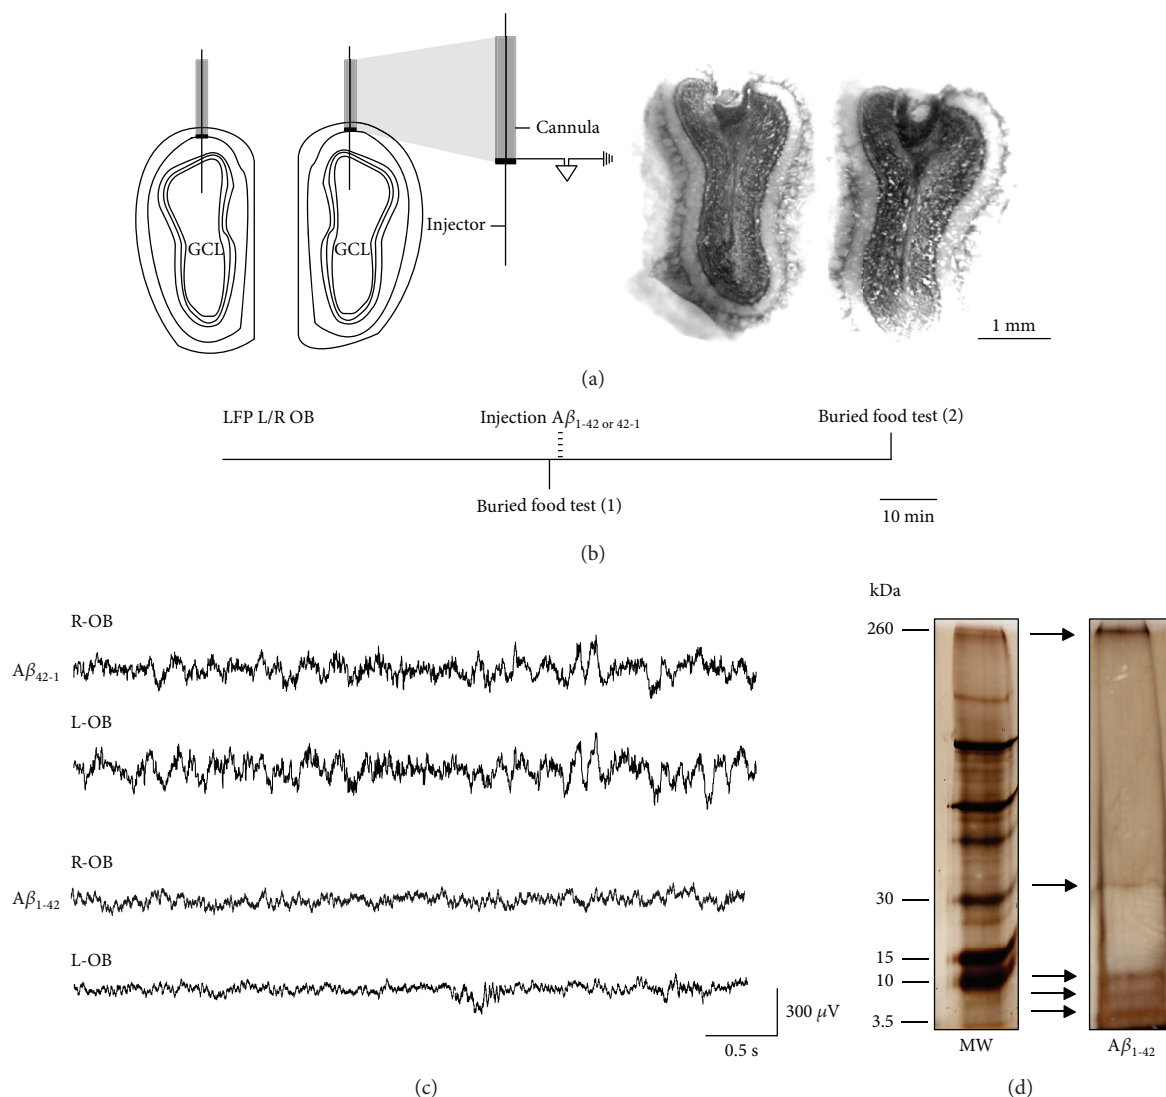 Cannula
Injector
GCL
GCL
1 mm
(a)
LFP L/R OB
Injection Aβ1-42 or 42-1
Buried food test (2)
Buried food test (1)
10 min
(b)
R-OB
Aβ42-1
L-OB
R-OB
Aβ1-42
L-OB
300 μV
0.5 s
(c)
kDa
260
30
15
10
3.5
MW
Aβ1-42
(d)